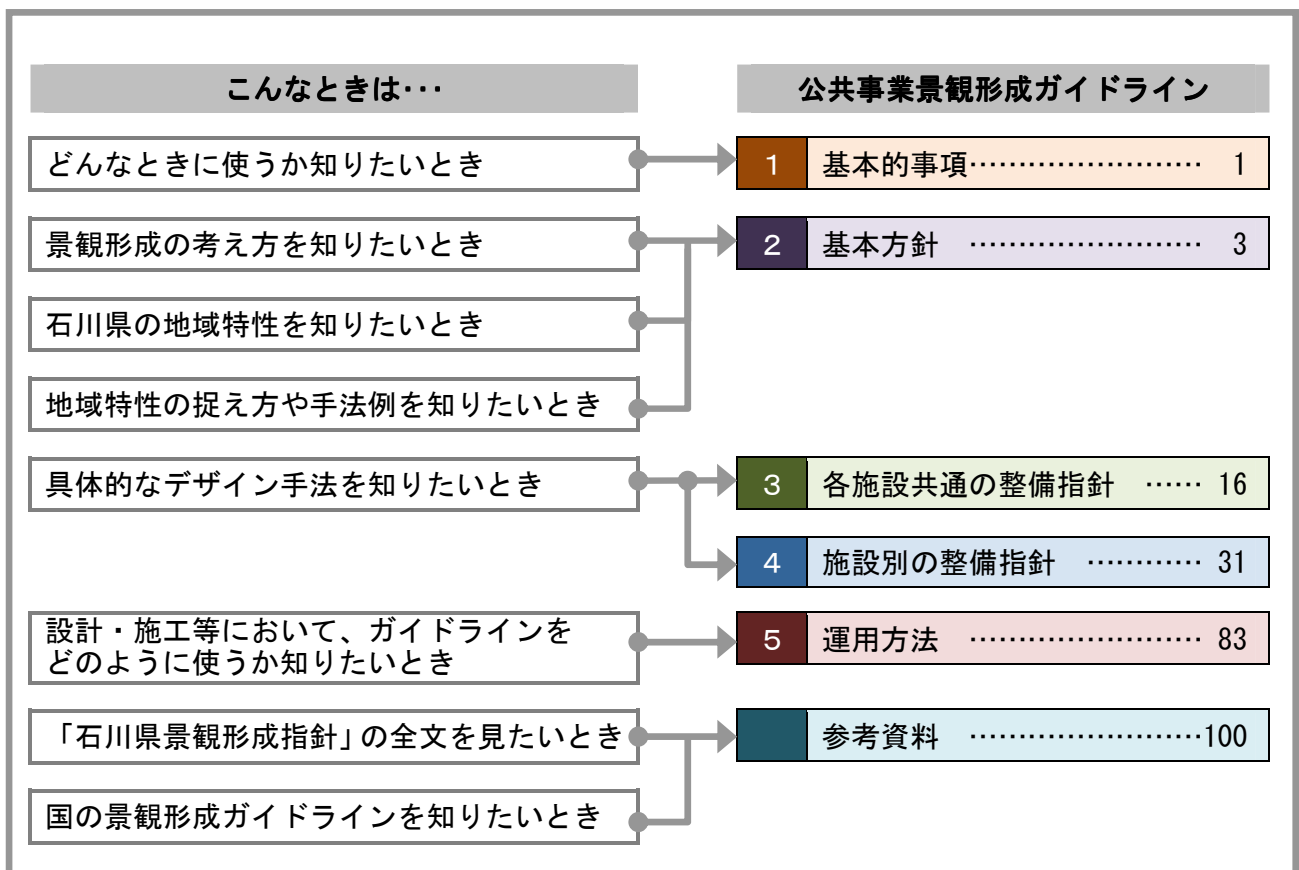 こんなときは･･･
公共事業景観形成ガイドライン
どんなときに使うか知りたいとき
1 基本的事項…………………… 1
景観形成の考え方を知りたいとき
2 基本方針 …………………… 3
石川県の地域特性を知りたいとき
地域特性の捉え方や手法例を知りたいとき
具体的なデザイン手法を知りたいとき
3 各施設共通の整備指針 …… 16
4 施設別の整備指針 ………… 31
設計・施工等において、ガイドラインを
どのように使うか知りたいとき
5 運用方法 …………………… 83
「石川県景観形成指針」の全文を見たいとき
参考資料 ……………………100
国の景観形成ガイドラインを知りたいとき